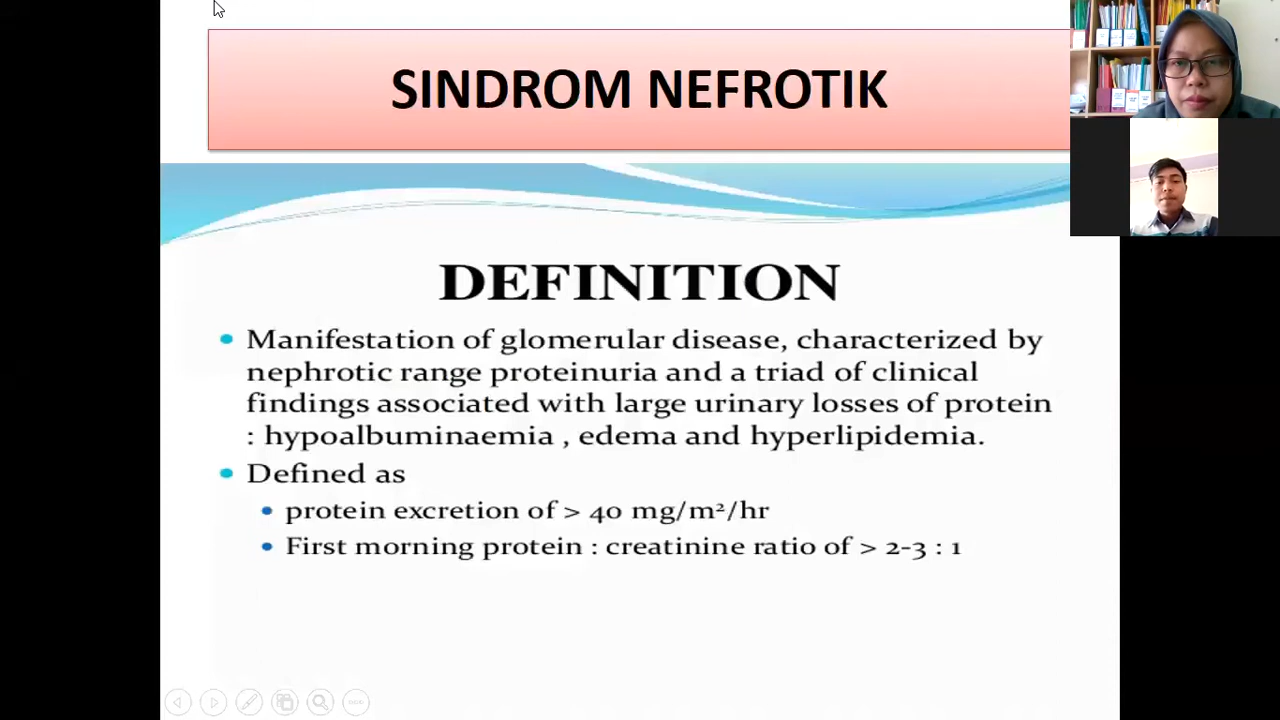 SINDROM NEFROTIK
DEFINITION
• Manifestation of glomerular disease, characterized by
nephrotic range proteinuria and a triad of clinical
findings associated with large urinary losses of protein
: hypoalbuminaemia , edema and hyperlipidemia.
• Defined as
• protein excretion of > 40 mg/m²/hr
• First morning protein : creatinine ratio of > 2-3 : 1